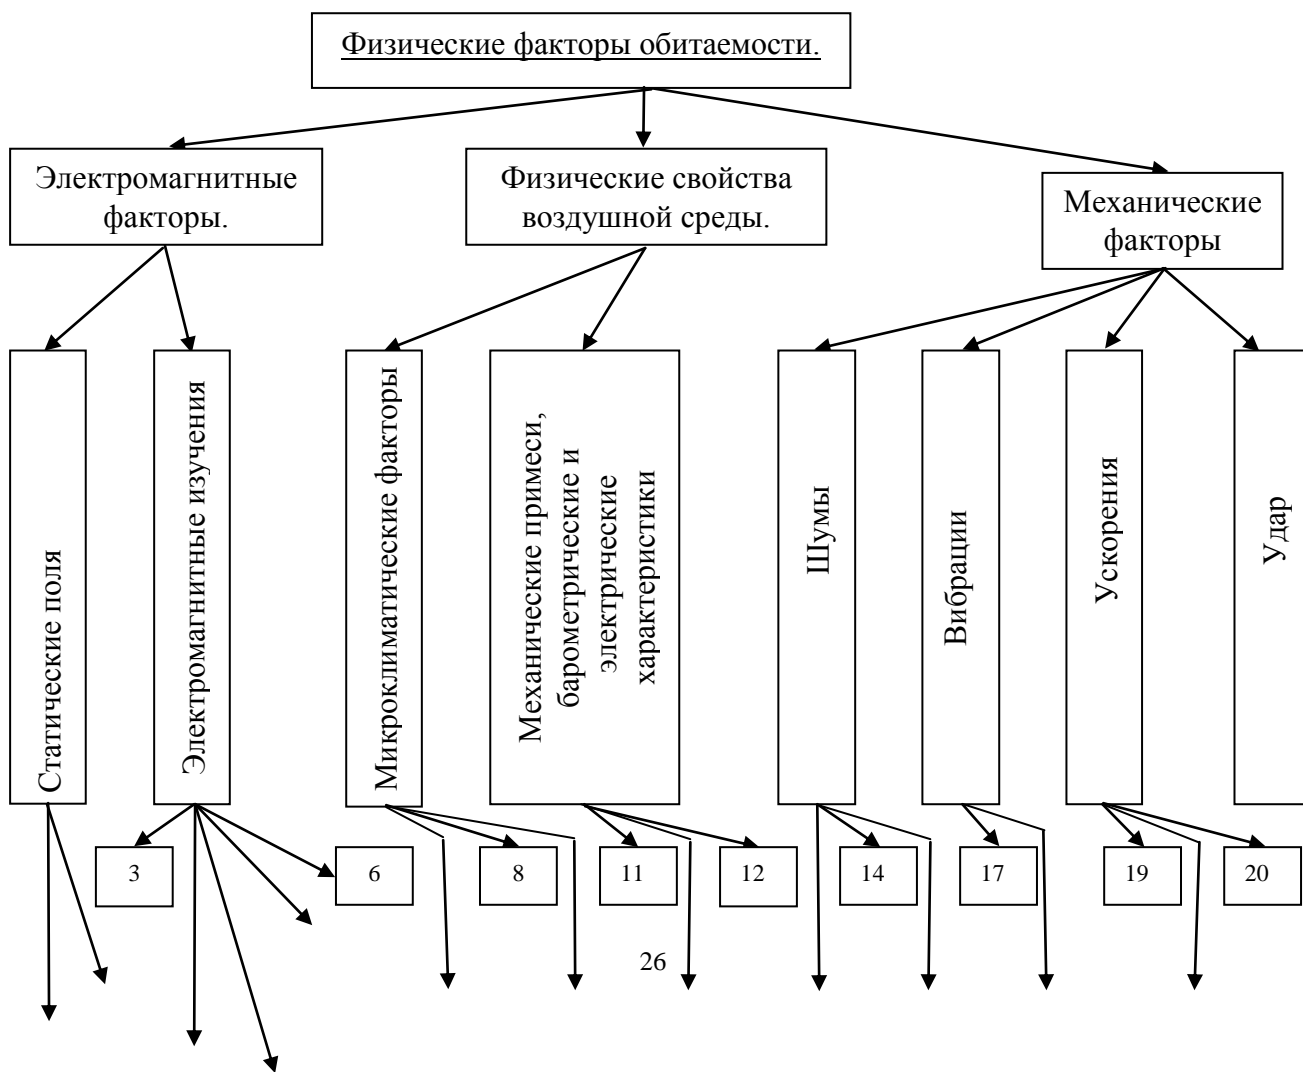 Физические факторы обитаемости.
Электромагнитные
факторы.
Физические свойства
воздушной среды.
Механические
факторы
Статические поля
Электромагнитные изучения
Микроклиматические факторы
Механические примеси,
барометрические и
электрические
характеристики
Шумы
Вибрации
Ускорения
Удар
3
6
8
11
12
14
17
19
20
26